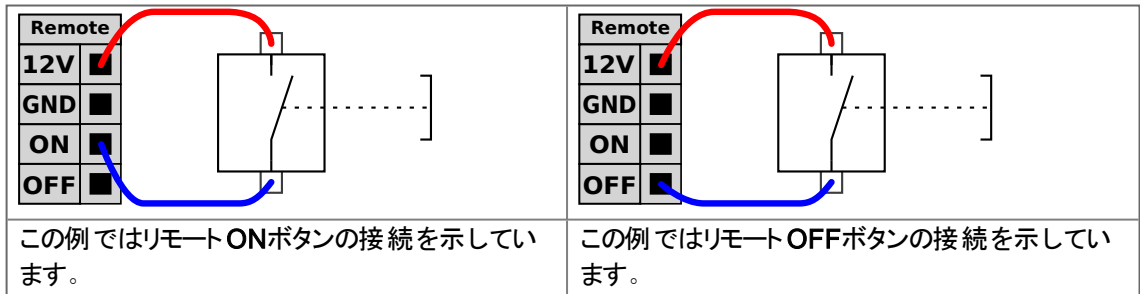 Remote
12V
GND
ON
OFF
この例ではリモートONボタンの接続を示してい
ます。
Remote
12V
GND
ON
OFF
この例ではリモートOFFボタンの接続を示してい
ます。